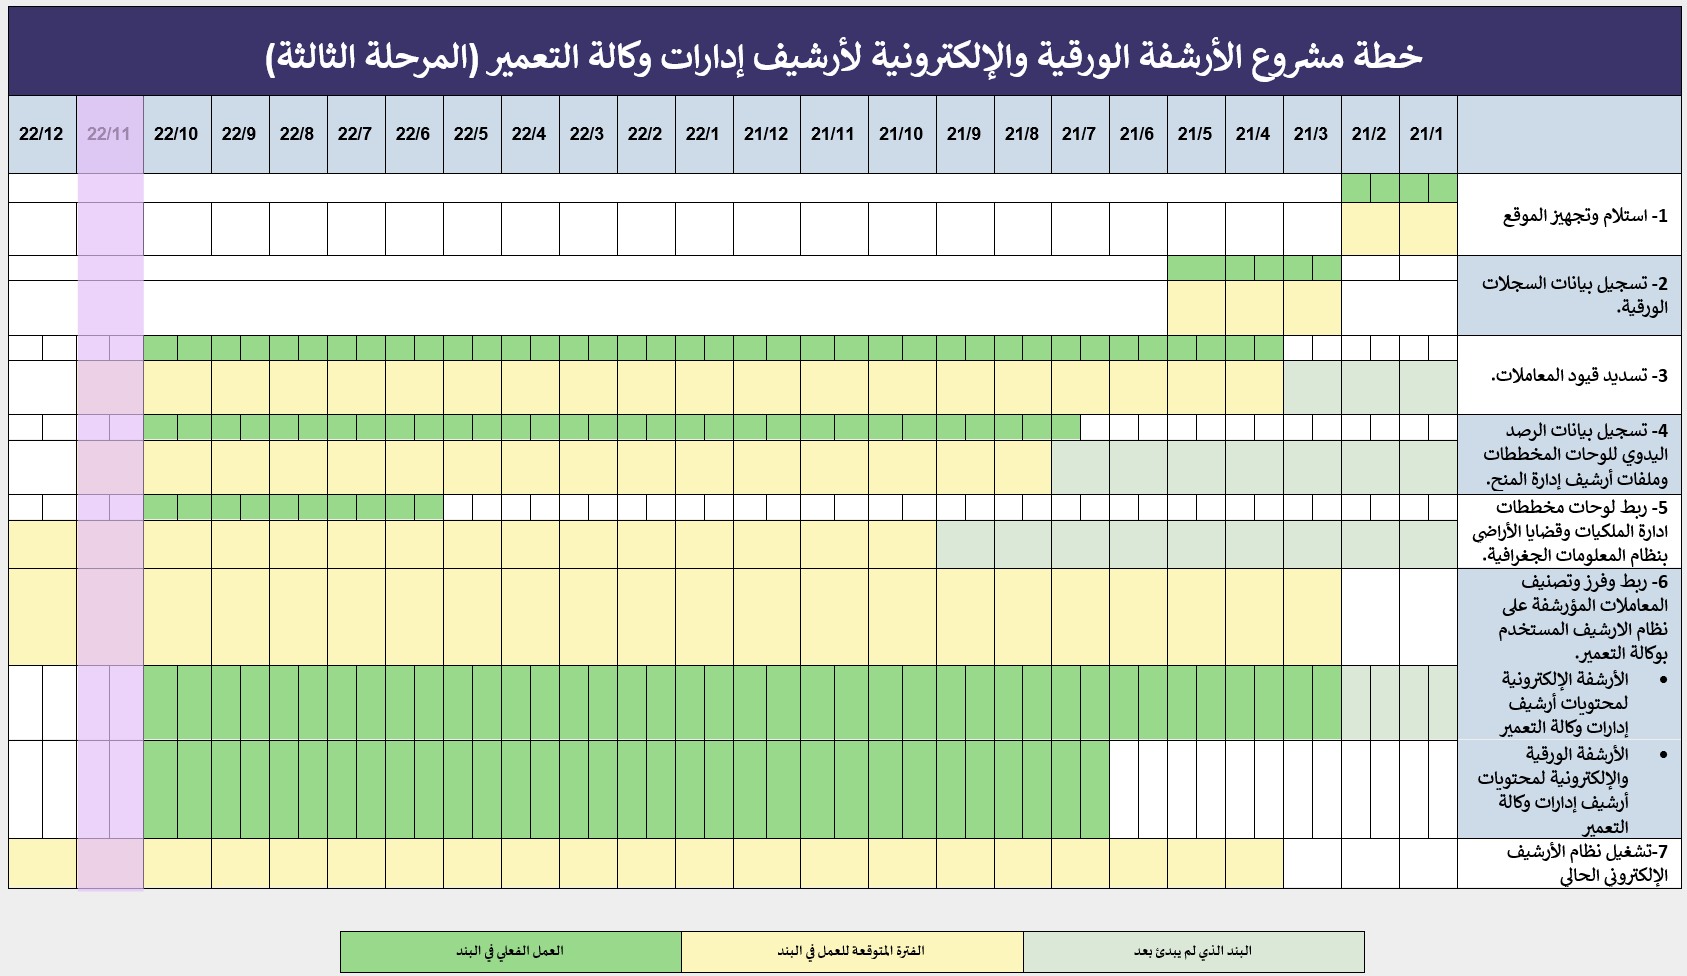 خطة مشروع الأرشفة الورقية والإلكترونية لأرشيف إدارات وكالة التعمير (المرحلة الثالثة)
21/1 21/2 21/3 21/4 21/5 21/6 21/7 21/8 21/9 21/10 21/11 21/12 22/1 22/2 22/3 22/4 22/5 22/6 22/7 22/8 22/9 22/10 22/11 22/12
1- استلام وتجهيز الموقع
2- تسجيل بيانات السجلات
الورقية.
3- تسديد قيود المعاملات.
4- تسجيل بيانات الرصد
اليدوي للوحات المخططات
وملفات أرشيف إدارة المنح.
5- ربط لوحات مخططات
ادارة الملكيات وقضايا الأراضي
بنظام المعلومات الجغرافية.
6- ربط وفرز وتصنيف
المعاملات المؤرشفة على
نظام الارشيف المستخدم
بوكالة التعمير.
• الأرشفة الإلكترونية
لمحتويات أرشيف
إدارات وكالة التعمير
• الأرشفة الورقية
والإلكترونية لمحتويات
أرشيف إدارات وكالة
التعمير
7-تشغيل نظام الأرشيف
الإلكتروني الحالي
البند الذي لم يبدئ بعد
الفترة المتوقعة للعمل في البند
العمل الفعلي في البند